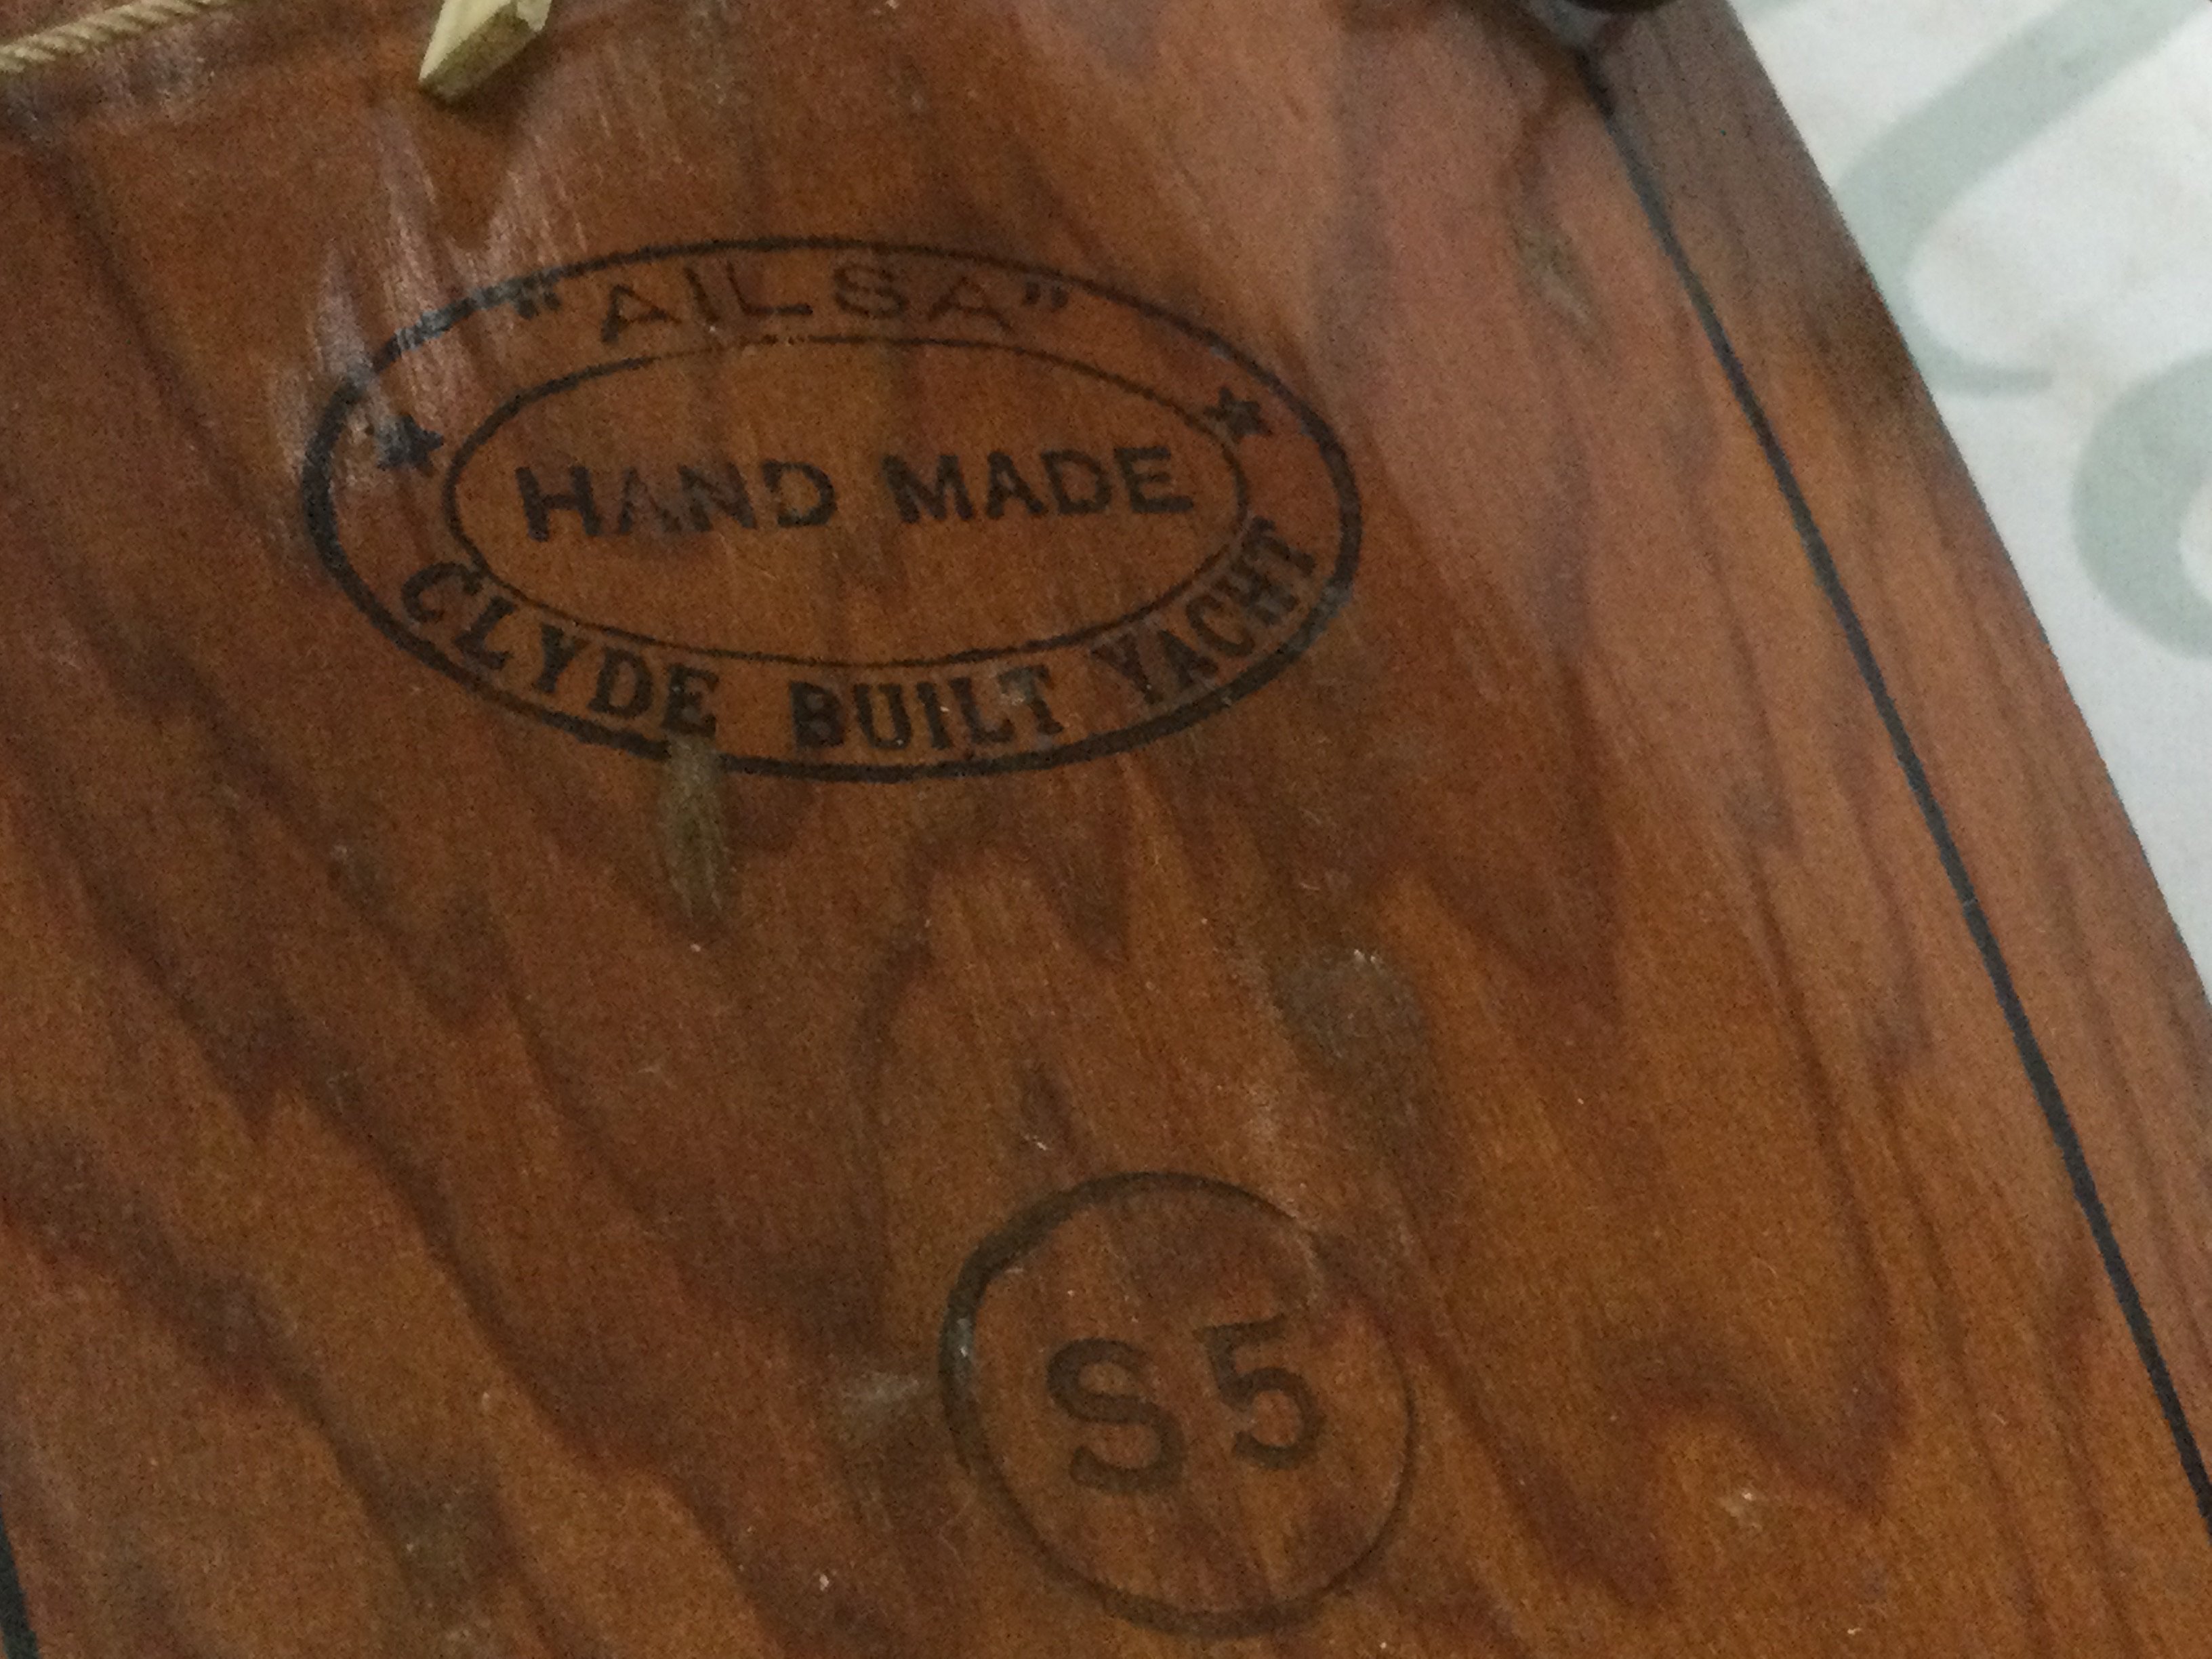 "AILSA"
HAND MADE
CLYDE BUILT YACHT
S5